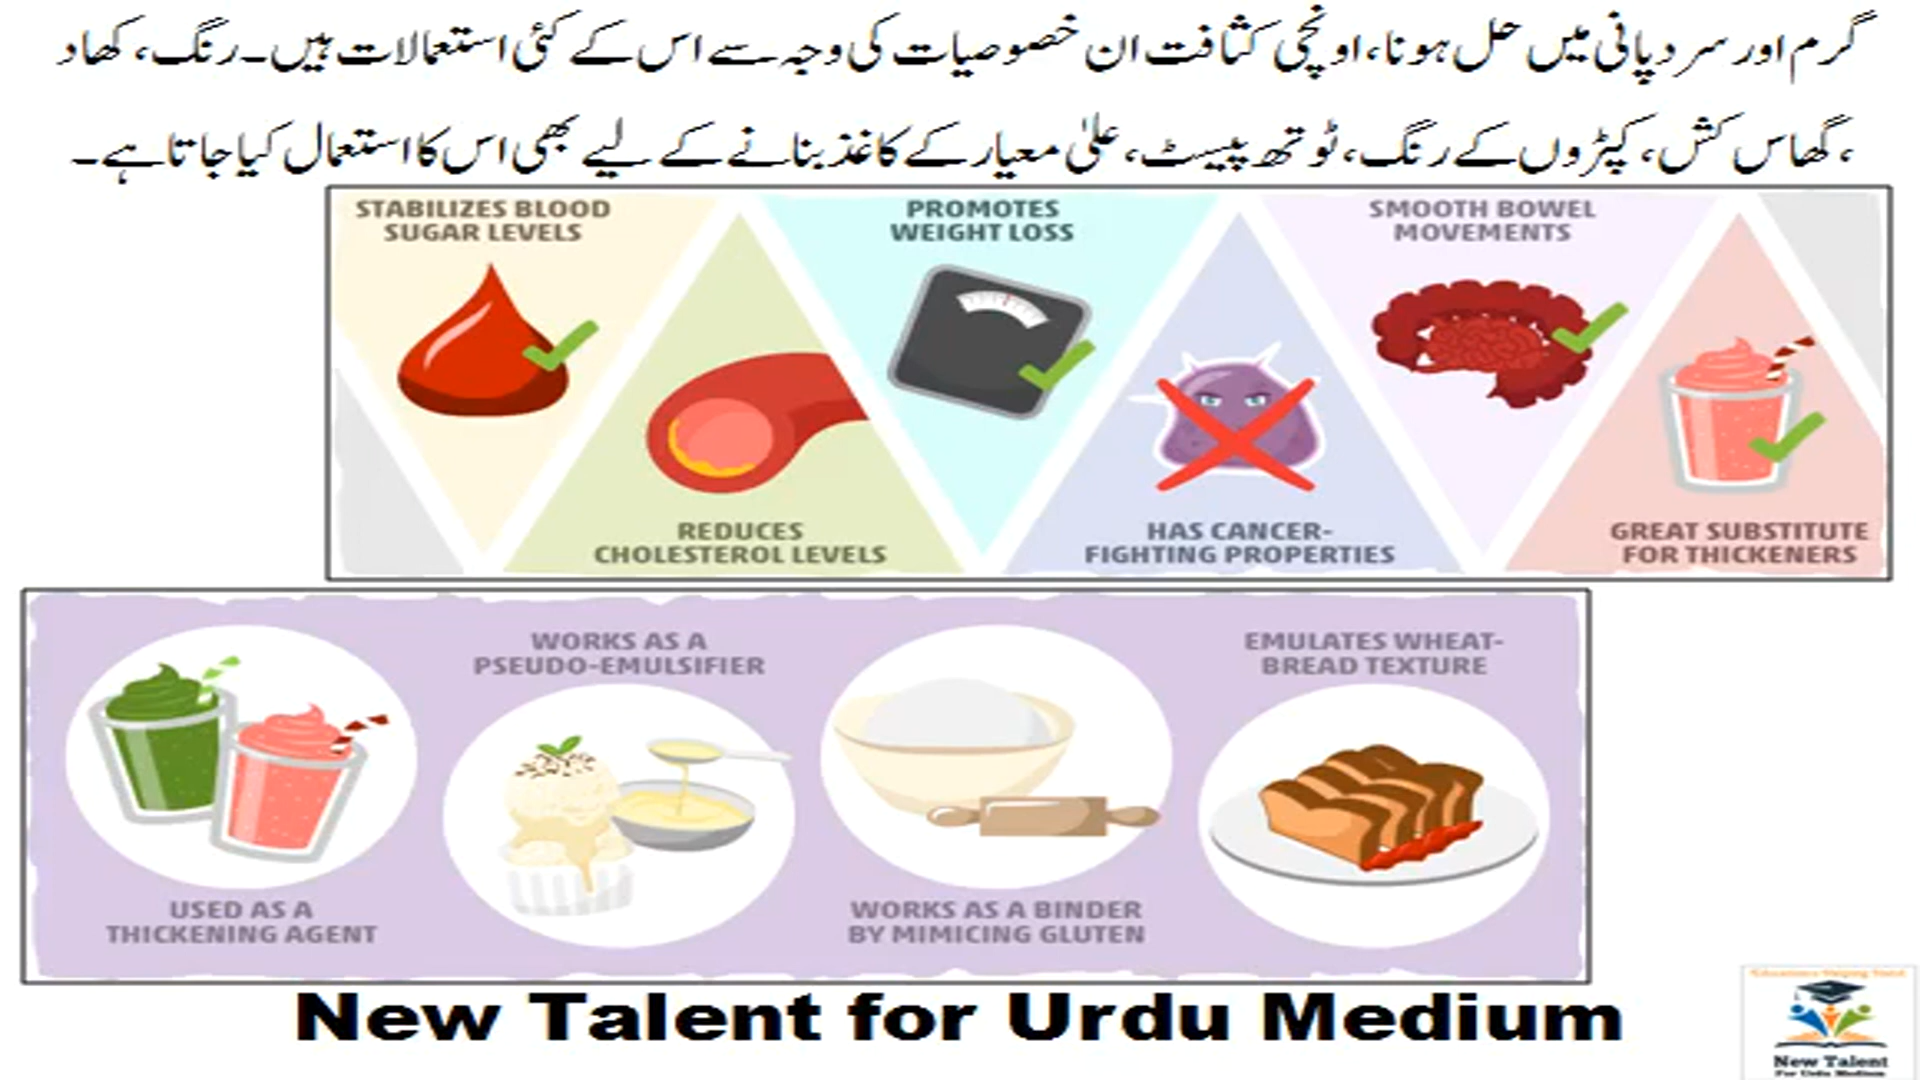 گرم اور سرد پانی میں حل ہونا، اونچی کثافت ان خصوصیات کی وجہ سے اس کے کئی استعمالات ہیں۔ رنگ، کھاد
، گھاس کش، کپڑوں کے رنگ، ٹوتھ پیسٹ، علیٰ معیار کے کاغذ بنانے کے لیے بھی اس کا استعمال کیا جاتا ہے۔
STABILIZES BLOOD
SUGAR LEVELS
REDUCES
CHOLESTEROL LEVELS
PROMOTES
WEIGHT LOSS
HAS CANCER-
FIGHTING PROPERTIES
SMOOTH BOWEL
MOVEMENTS
GREAT SUBSTITUTE
FOR THICKENERS
USED AS A
THICKENING AGENT
WORKS AS A
PSEUDO-EMULSIFIER
WORKS AS A BINDER
BY MIMICING GLUTEN
EMULATES WHEAT-
BREAD TEXTURE
New Talent for Urdu Medium
New Talent
For Urdu Medium